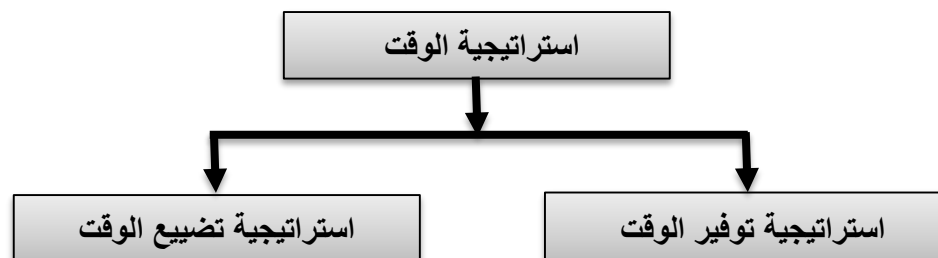 استراتيجية الوقت
استراتيجية توفير الوقت
استراتيجية تضييع الوقت